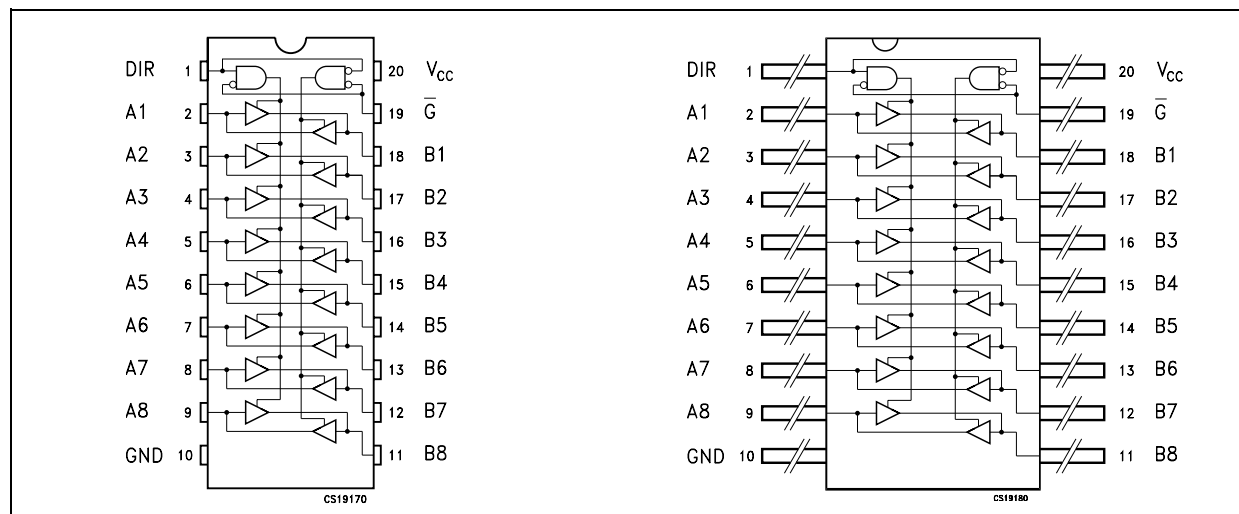 DIR 1 20 VCC
A1 2 19 G̅
A2 3 18 B1
A3 4 17 B2
A4 5 16 B3
A5 6 15 B4
A6 7 14 B5
A7 8 13 B6
A8 9 12 B7
GND 10 11 B8
CS19170
DIR 1 20 VCC
A1 2 19 G̅
A2 3 18 B1
A3 4 17 B2
A4 5 16 B3
A5 6 15 B4
A6 7 14 B5
A7 8 13 B6
A8 9 12 B7
GND 10 11 B8
CS19180